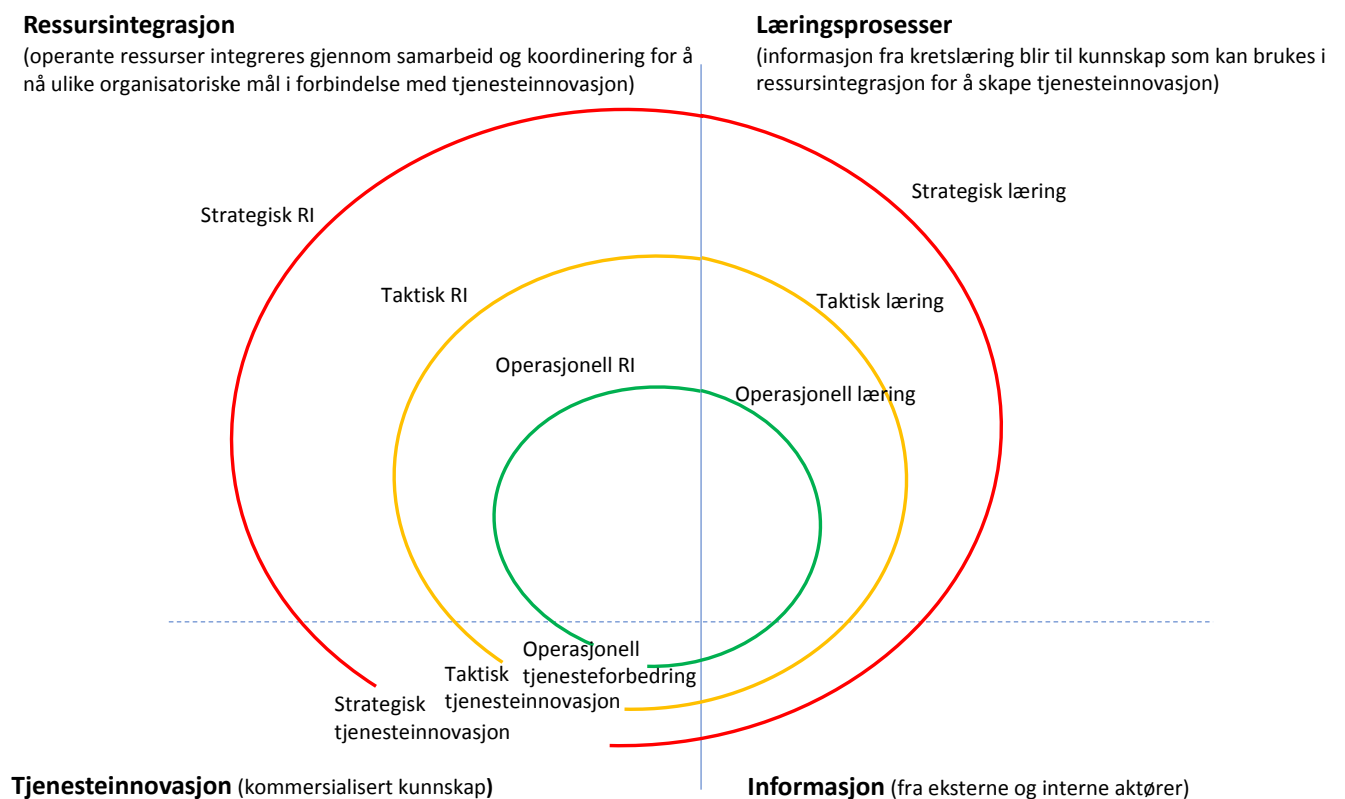 Ressursintegrasjon
(operante ressurser integreres gjennom samarbeid og koordinering for å
nå ulike organisatoriske mål i forbindelse med tjenesteinnovasjon)
Læringsprosesser
(informasjon fra kretslæring blir til kunnskap som kan brukes i
ressursintegrasjon for å skape tjenesteinnovasjon)
Strategisk RI
Strategisk læring
Taktisk RI
Taktisk læring
Operasjonell RI
Operasjonell læring
Operasjonell
tjenesteforbedring
Taktisk
tjenesteinnovasjon
Strategisk
tjenesteinnovasjon
Tjenesteinnovasjon (kommersialisert kunnskap)
Informasjon (fra eksterne og interne aktører)